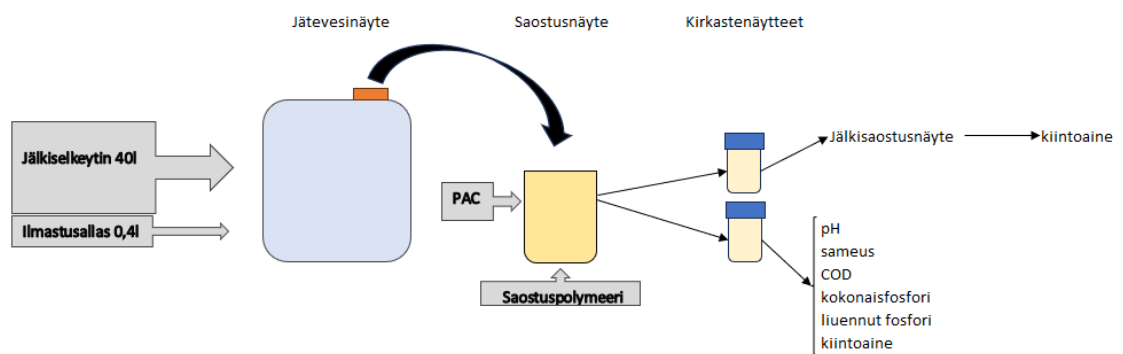 Jätevesinäyte
Saostusnäyte
Kirkastenäytteet
Jälkiselkeytin 40l
Ilmastusallas 0,4l
PAC
Saostuspolymeeri
Jälkisaostusnäyte
kiintoaine
pH
sameus
COD
kokonaisfosfori
liuennut fosfori
kiintoaine